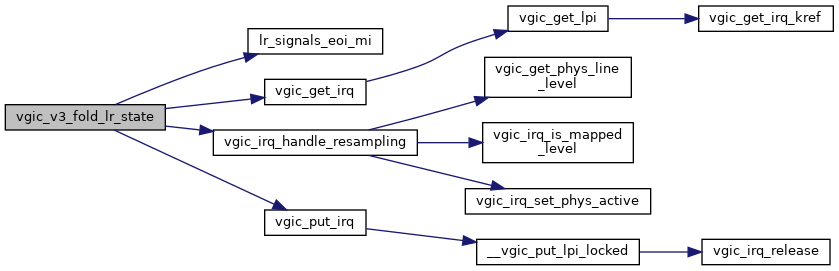 vgic_v3_fold_lr_state
lr_signals_eoi_mi
vgic_get_irq
vgic_get_lpi
vgic_get_irq_kref
vgic_irq_handle_resampling
vgic_get_phys_line
_level
vgic_irq_is_mapped
_level
vgic_irq_set_phys_active
vgic_put_irq
__vgic_put_lpi_locked
vgic_irq_release